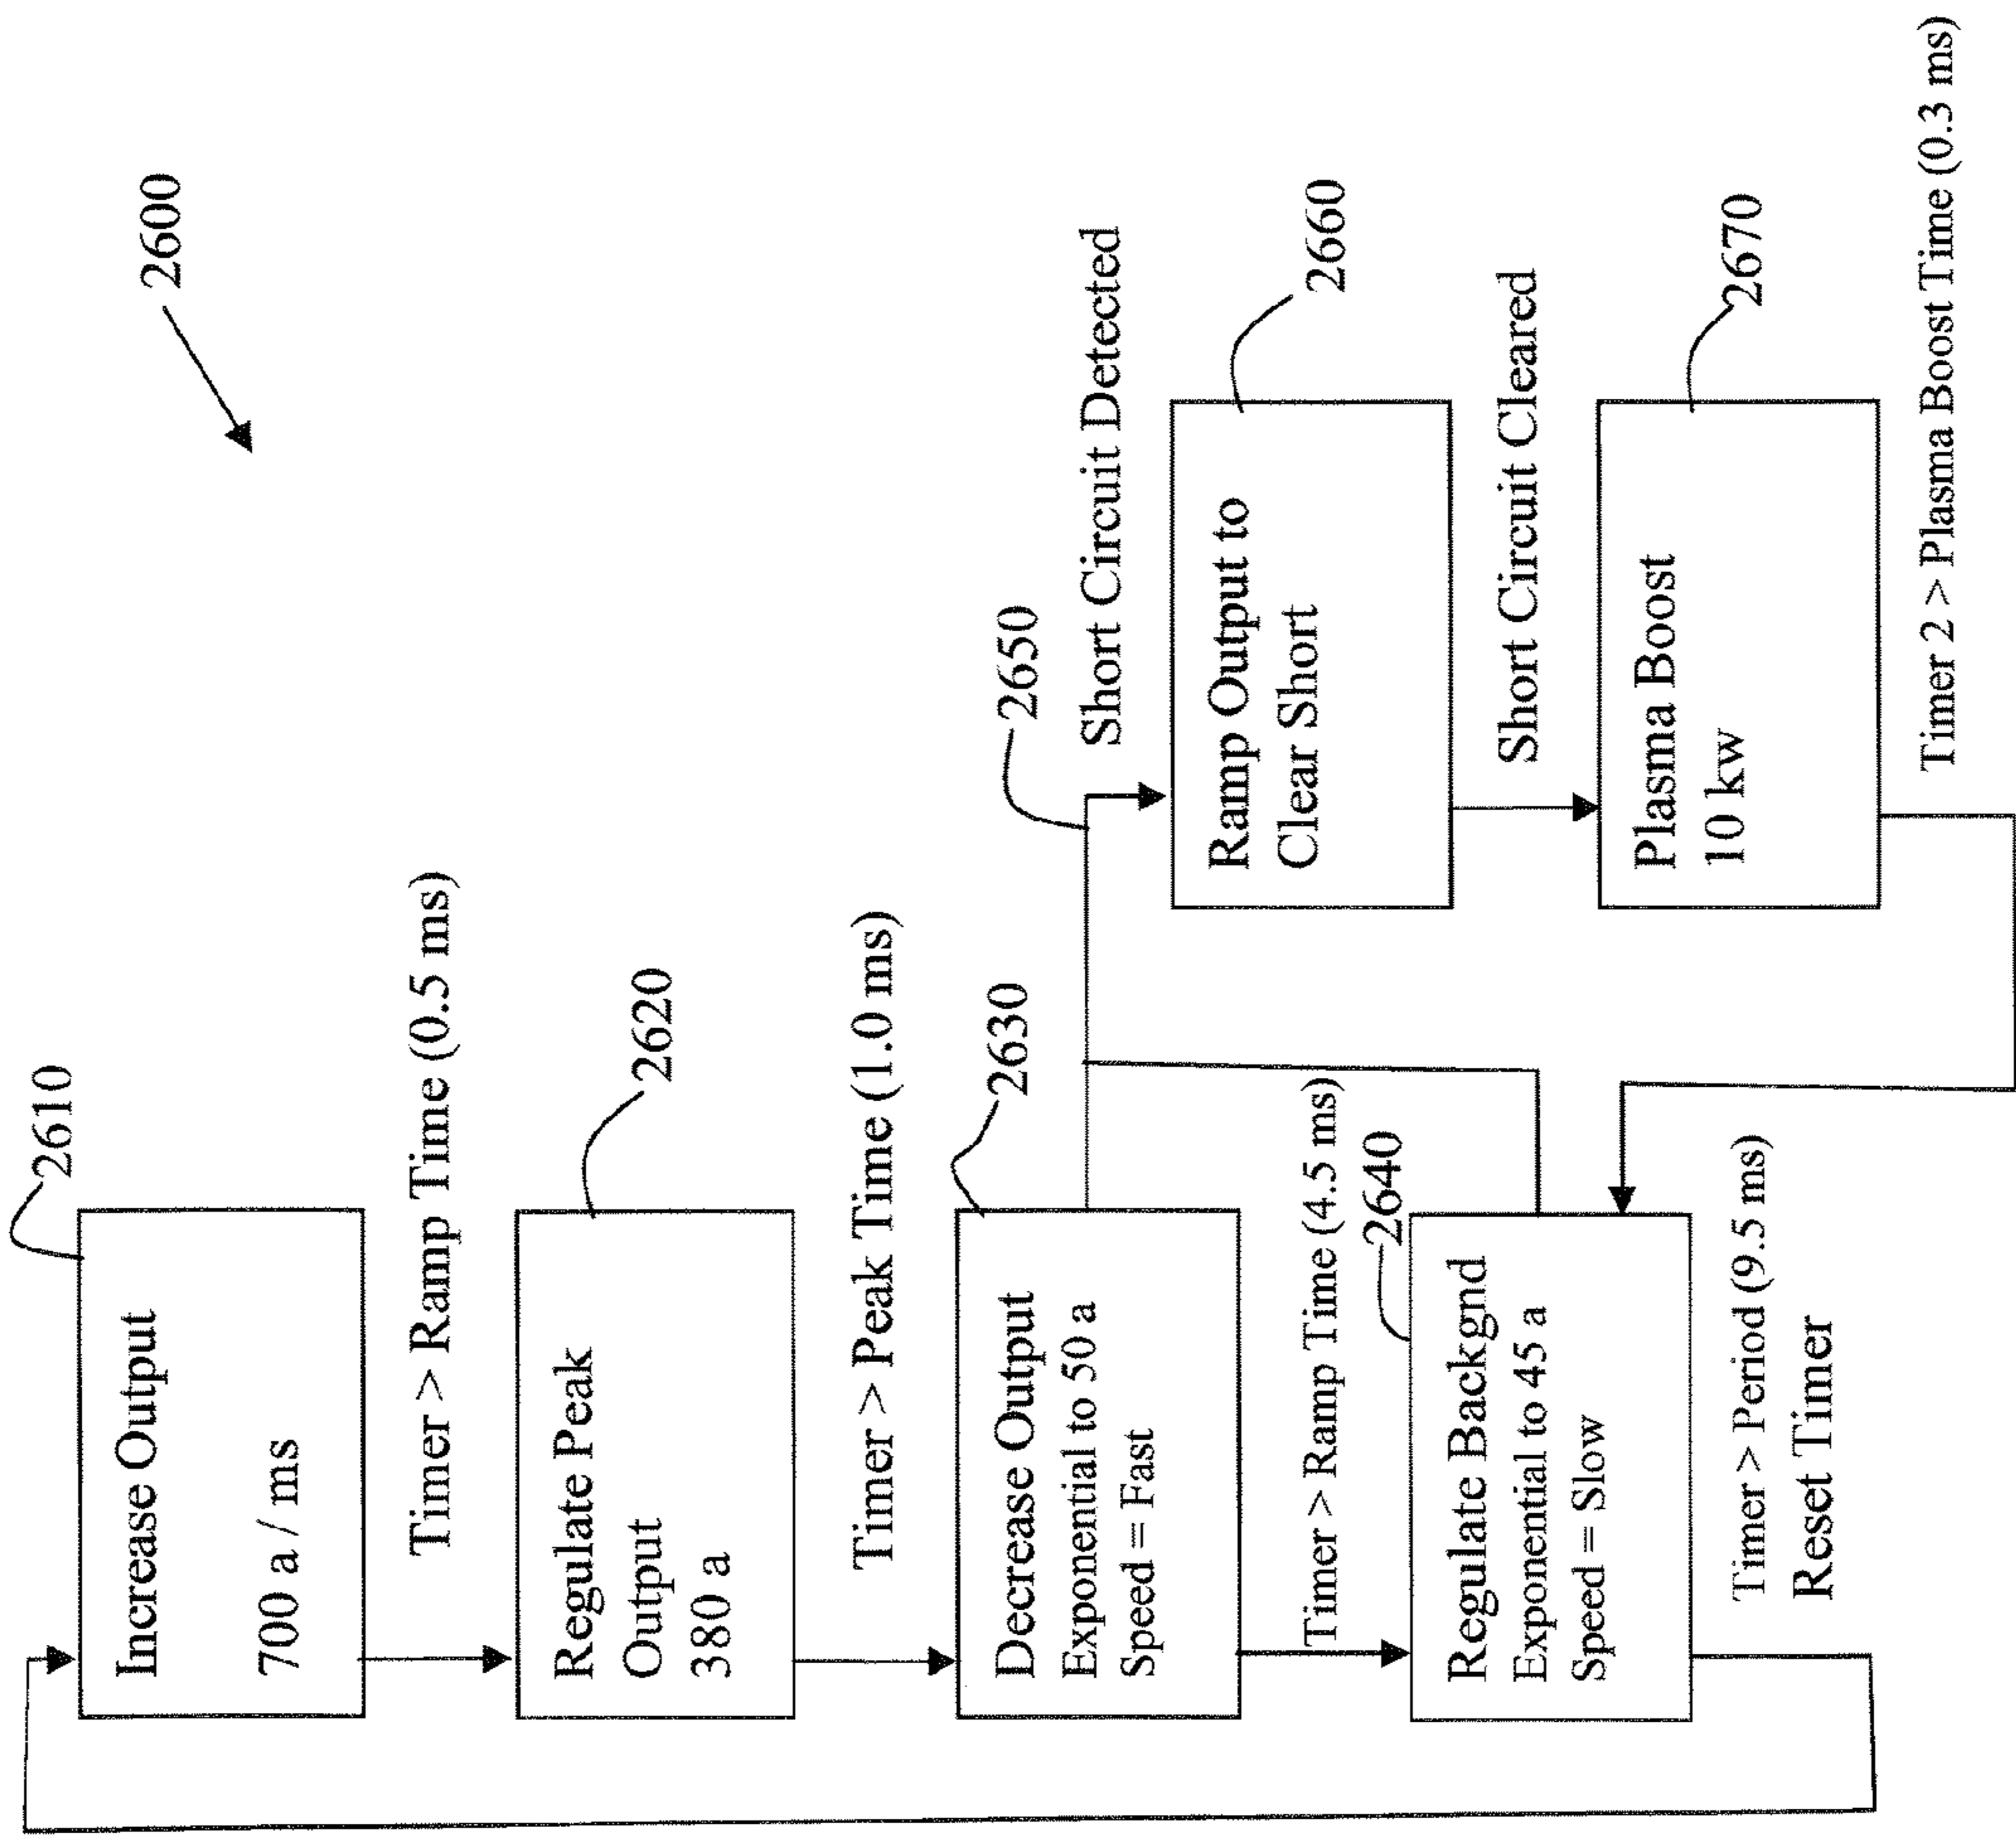 2600
2610
Increase Output
700 a / ms
Timer > Ramp Time (0.5 ms)
2620
Regulate Peak
Output
380 a
Timer > Peak Time (1.0 ms)
2630
Decrease Output
Exponential to 50 a
Speed = Fast
Timer > Ramp Time (4.5 ms)
2640
Regulate Backgnd
Exponential to 45 a
Speed = Slow
Timer > Period (9.5 ms)
Reset Timer
2650
Short Circuit Detected
2660
Ramp Output to
Clear Short
Short Circuit Cleared
2670
Plasma Boost
10 kw
Timer 2 > Plasma Boost Time (0.3 ms)